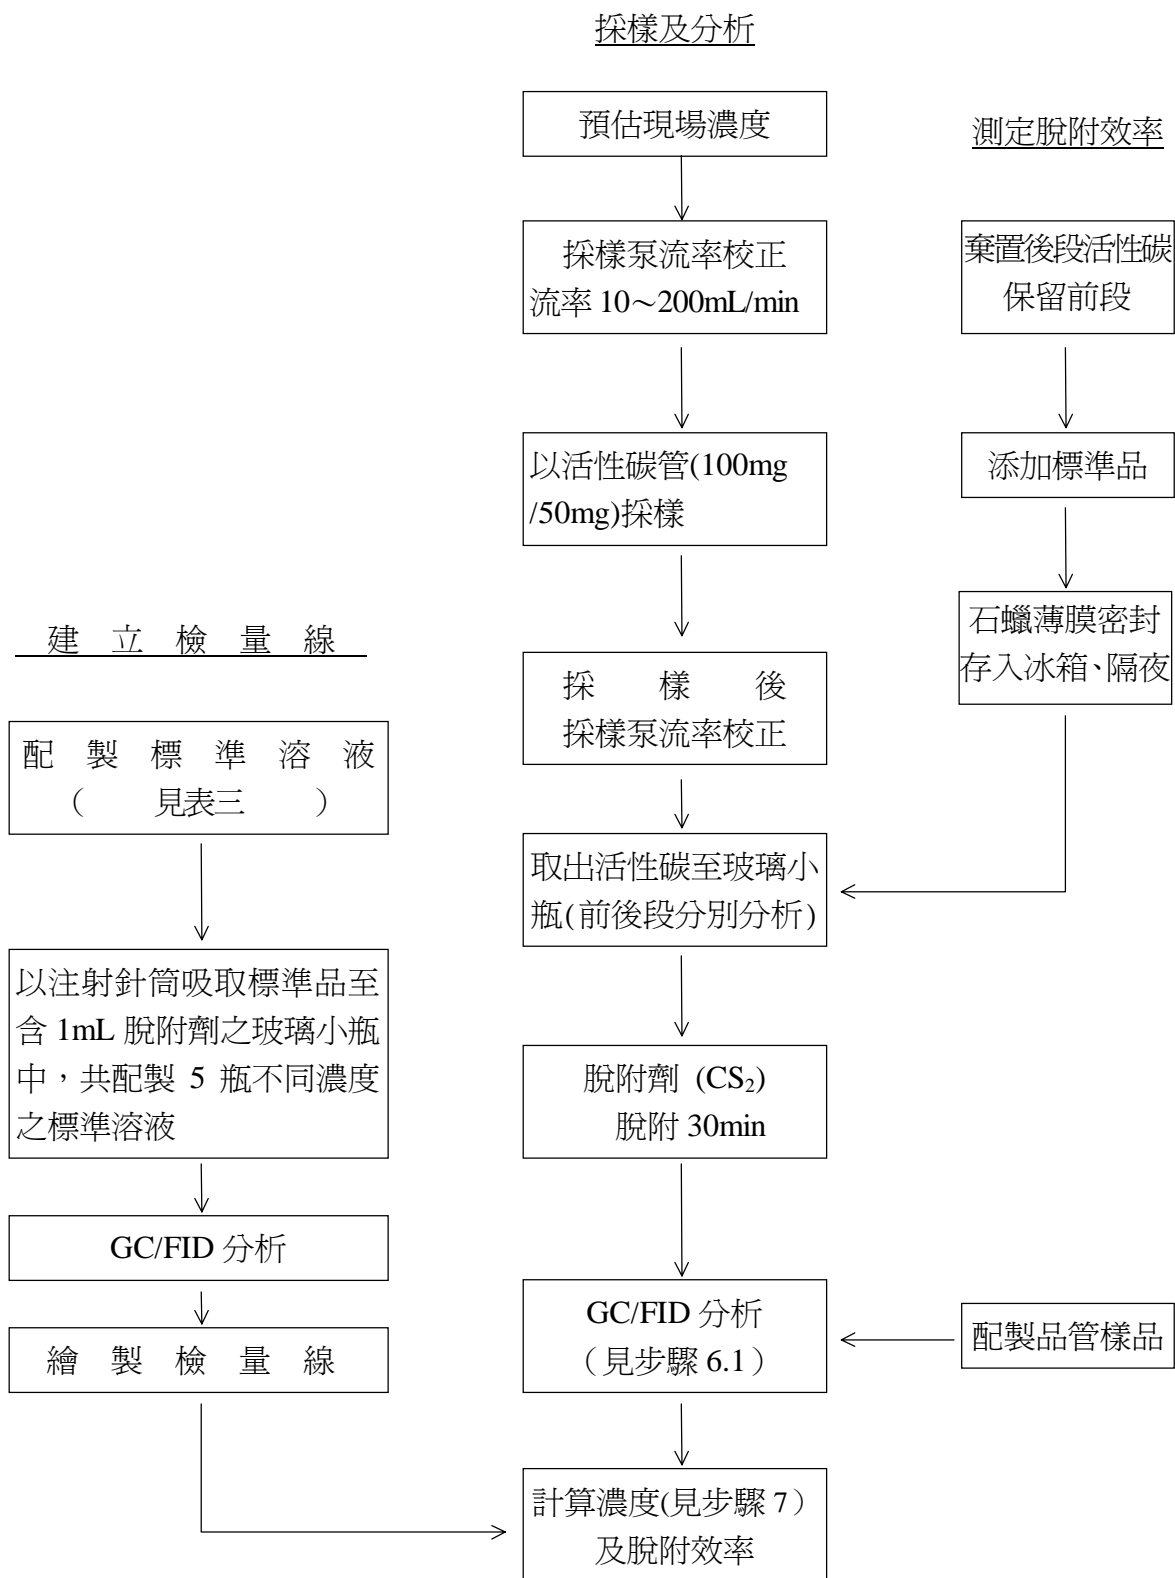 採樣及分析
預估現場濃度
採樣泵流率校正
流率 10～200mL/min
以活性碳管(100mg
/50mg)採樣
採 樣 後
採樣泵流率校正
取出活性碳至玻璃小
瓶(前後段分別分析)
脫附劑 (CS₂)
脫附 30min
GC/FID 分析
（見步驟 6.1）
計算濃度(見步驟 7）
及脫附效率
測定脫附效率
棄置後段活性碳
保留前段
添加標準品
石蠟薄膜密封
存入冰箱、隔夜
配製品管樣品
建 立 檢 量 線
配 製 標 準 溶 液
（ 見表三 ）
以注射針筒吸取標準品至
含 1mL 脫附劑之玻璃小瓶
中，共配製 5 瓶不同濃度
之標準溶液
GC/FID 分析
繪 製 檢 量 線